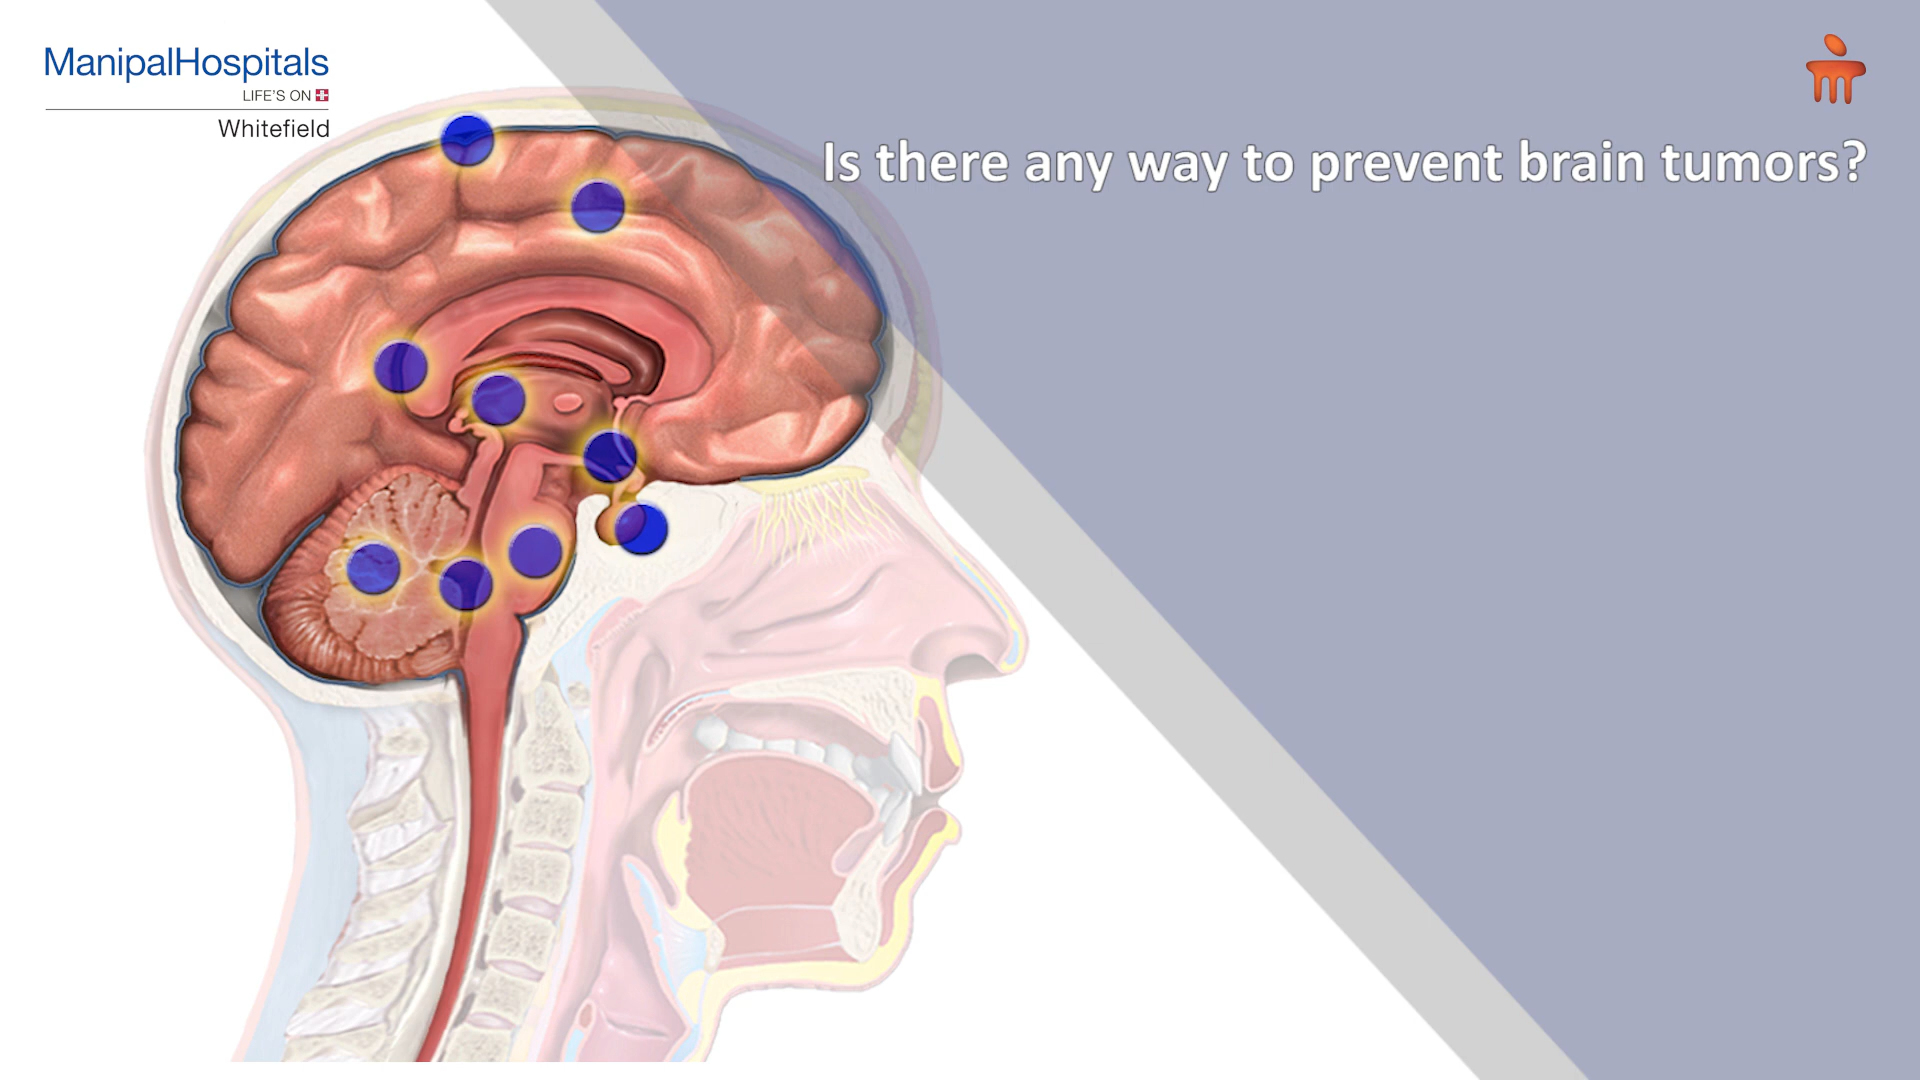 ManipalHospitals
LIFE'S ON
Whitefield
Is there any way to prevent brain tumors?